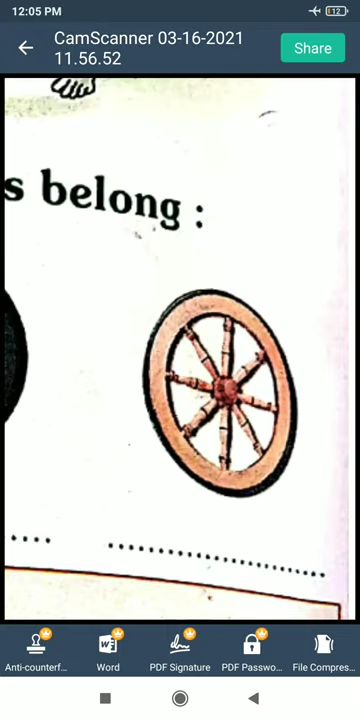 12:05 PM
12
CamScanner 03-16-2021
11.56.52
Share
s belong :
Anti-counterf...
Word
PDF Signature
PDF Passwo...
File Compres...